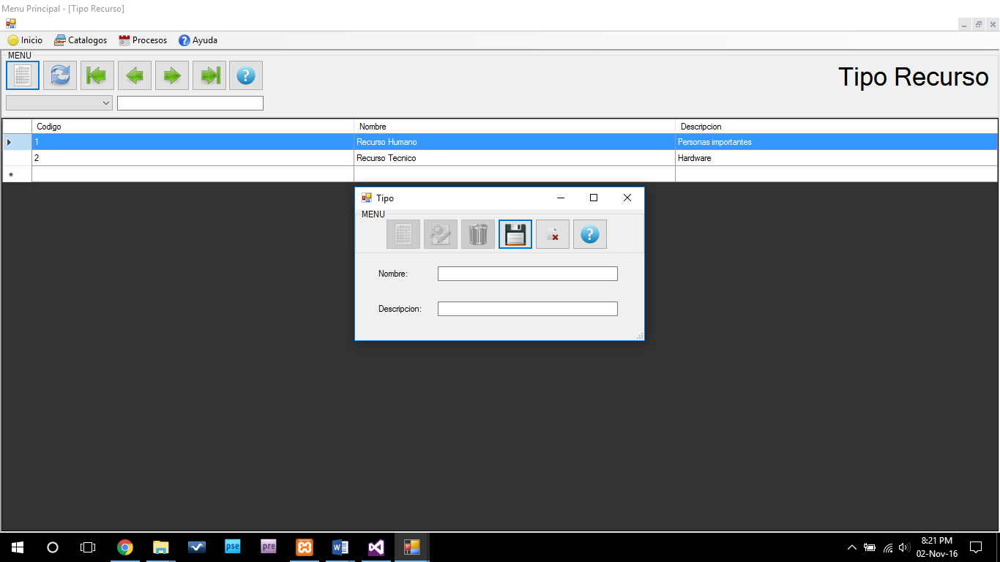 Menu Principal - [Tipo Recurso]
Inicio Catalogos Procesos Ayuda
MENU
?
Tipo Recurso
Codigo Nombre Descripcion
1 Recurso Humano Personas importantes
2 Recurso Tecnico Hardware
*
Tipo
MENU
?
Nombre:
Descripcion:
pse pre
8:21 PM
02-Nov-16